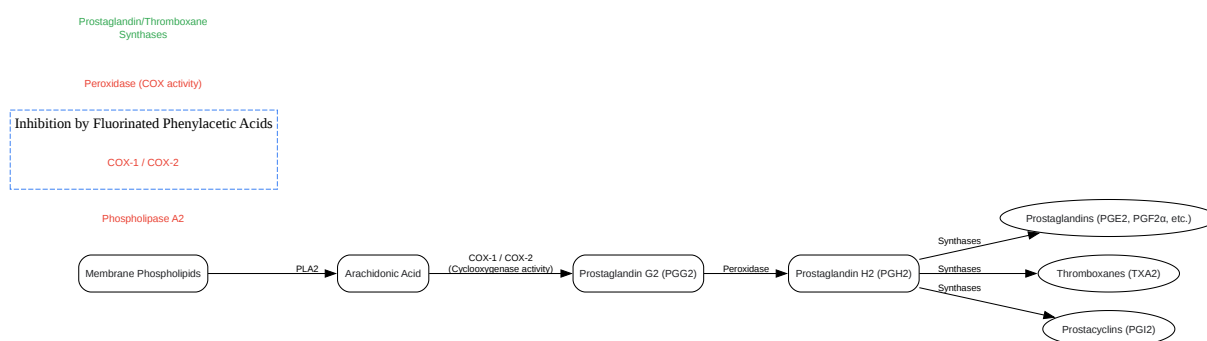 Prostaglandin/Thromboxane
Synthases
Peroxidase (COX activity)
Inhibition by Fluorinated Phenylacetic Acids
COX-1 / COX-2
Phospholipase A2
Membrane Phospholipids
PLA2
Arachidonic Acid
COX-1 / COX-2
(Cyclooxygenase activity)
Prostaglandin G2 (PGG2)
Peroxidase
Prostaglandin H2 (PGH2)
Synthases
Prostaglandins (PGE2, PGF2α, etc.)
Synthases
Thromboxanes (TXA2)
Synthases
Prostacyclins (PGI2)